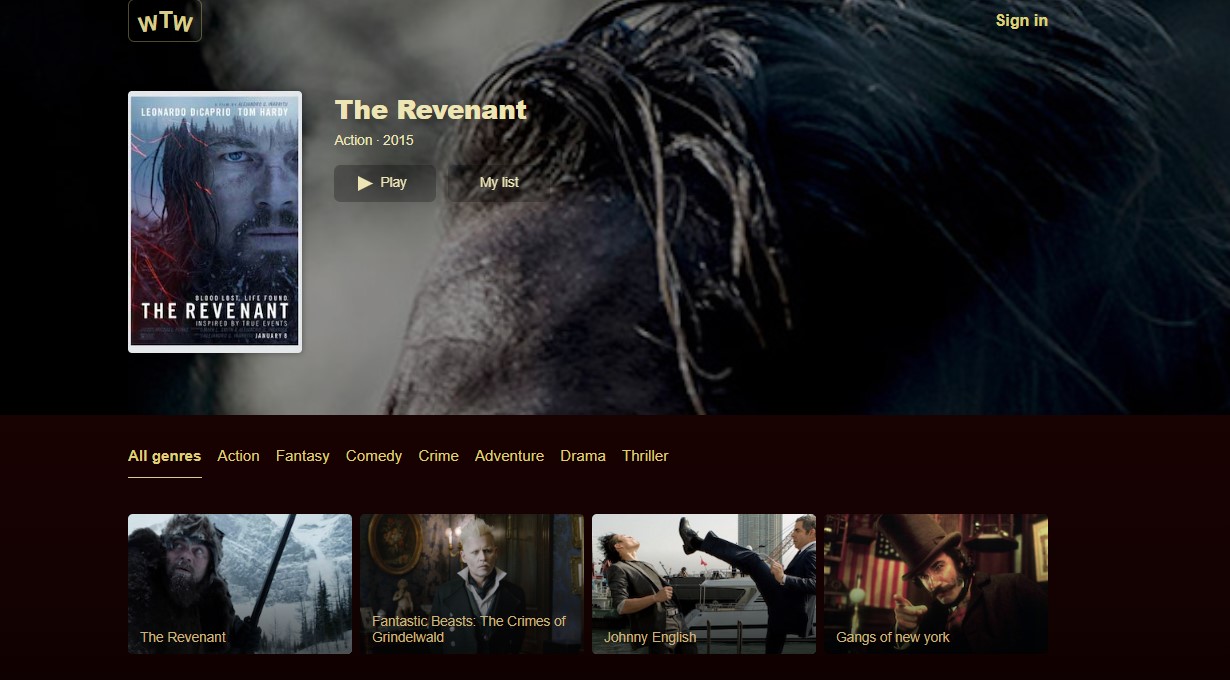 WTW
Sign in
LEONARDO DiCAPRIO TOM HARDY
BLOOD LOST. LIFE FOUND.
THE REVENANT
INSPIRED BY TRUE EVENTS
JANUARY 8
The Revenant
Action · 2015
Play
My list
All genres Action Fantasy Comedy Crime Adventure Drama Thriller
The Revenant
Fantastic Beasts: The Crimes of
Grindelwald
Johnny English
Gangs of new york